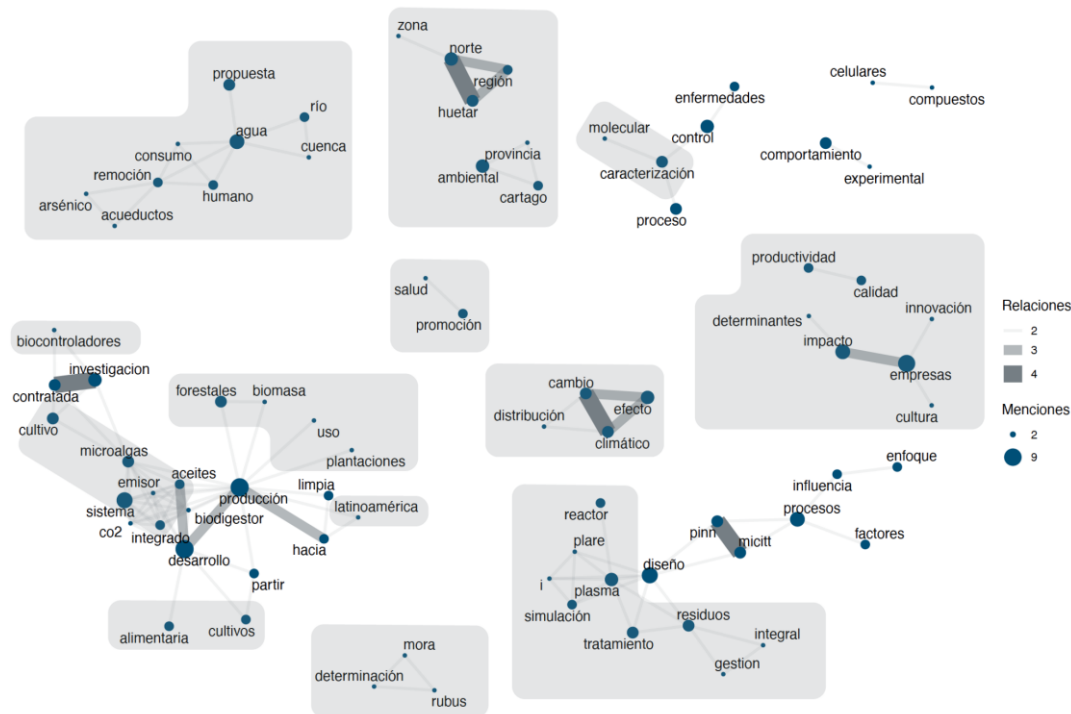 zona
norte
región
huetar
provincia
ambiental
cartago
propuesta
río
agua
cuenca
consumo
remoción
humano
arsénico
acueductos
celulares
compuestos
enfermedades
molecular
control
comportamiento
caracterización
experimental
proceso
productividad
calidad
innovación
determinantes
impacto
empresas
cultura
Relaciones
2
3
4
Menciones
2
9
salud
promoción
biocontroladores
investigacion
contratada
cultivo
forestales
biomasa
uso
plantaciones
microalgas
aceites
emisor
producción
limpia
latinoamérica
sistema
biodigestor
co2
integrado
hacia
desarrollo
partir
alimentaria
cultivos
cambio
efecto
distribución
climático
enfoque
influencia
procesos
factores
reactor
pinn
micitt
plare
diseño
i
plasma
simulación
residuos
tratamiento
integral
gestion
mora
determinación
rubus